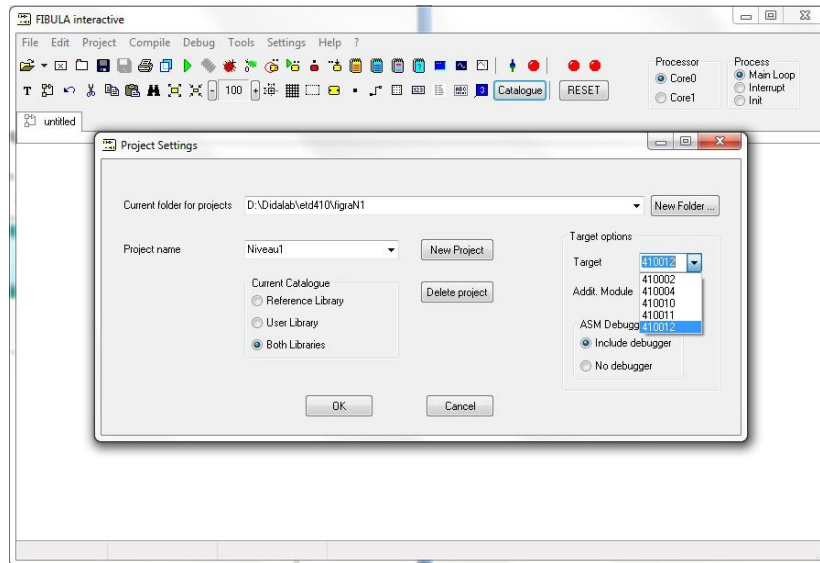 FIBULA interactive
File Edit Project Compile Debug Tools Settings Help ?
T 100 Catalogue RESET
Processor
Core0
Core1
Process
Main Loop
Interrupt
Init
untitled
Project Settings
Current folder for projects D:\Didalab\etd410\figraN1 New Folder ...
Project name Niveau1 New Project
Delete project
Current Catalogue
Reference Library
User Library
Both Libraries
Target options
Target 410012
410002
410004
410010
410011
410012
Addit. Module
ASM Debugg
Include debugger
No debugger
OK Cancel